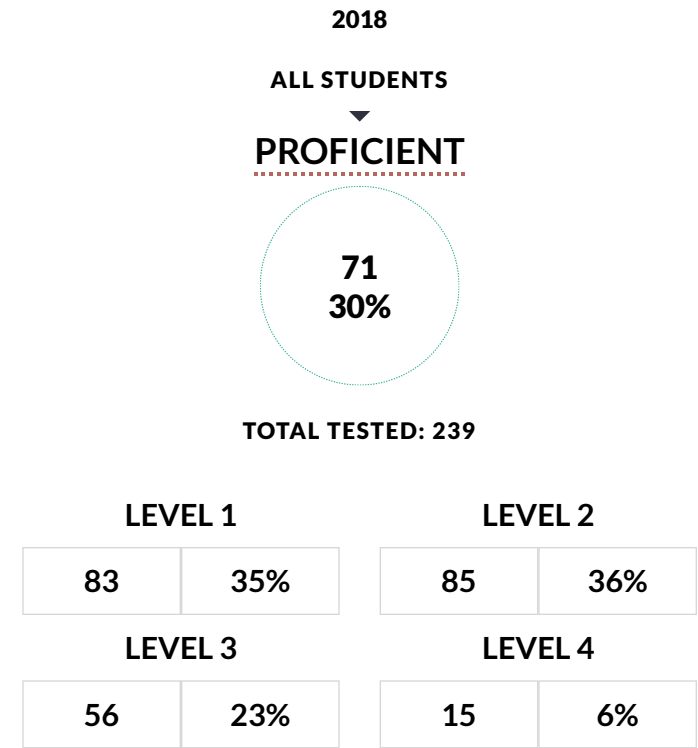 2018
ALL STUDENTS
PROFICIENT
71
30%
TOTAL TESTED: 239
LEVEL 1 LEVEL 2
83 35% 85 36%
LEVEL 3 LEVEL 4
56 23% 15 6%